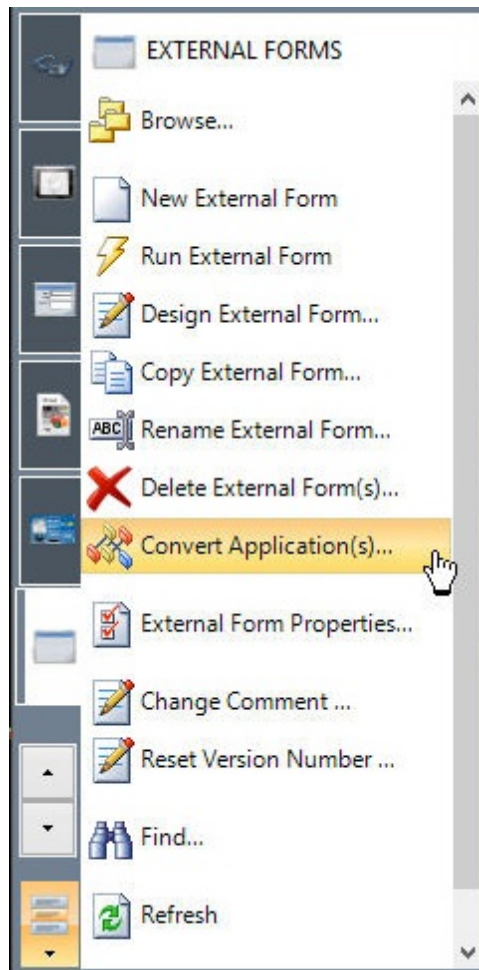 EXTERNAL FORMS
Browse...
New External Form
Run External Form
Design External Form...
Copy External Form...
ABC Rename External Form...
Delete External Form(s)...
Convert Application(s)...
External Form Properties...
Change Comment ...
Reset Version Number ...
Find...
Refresh